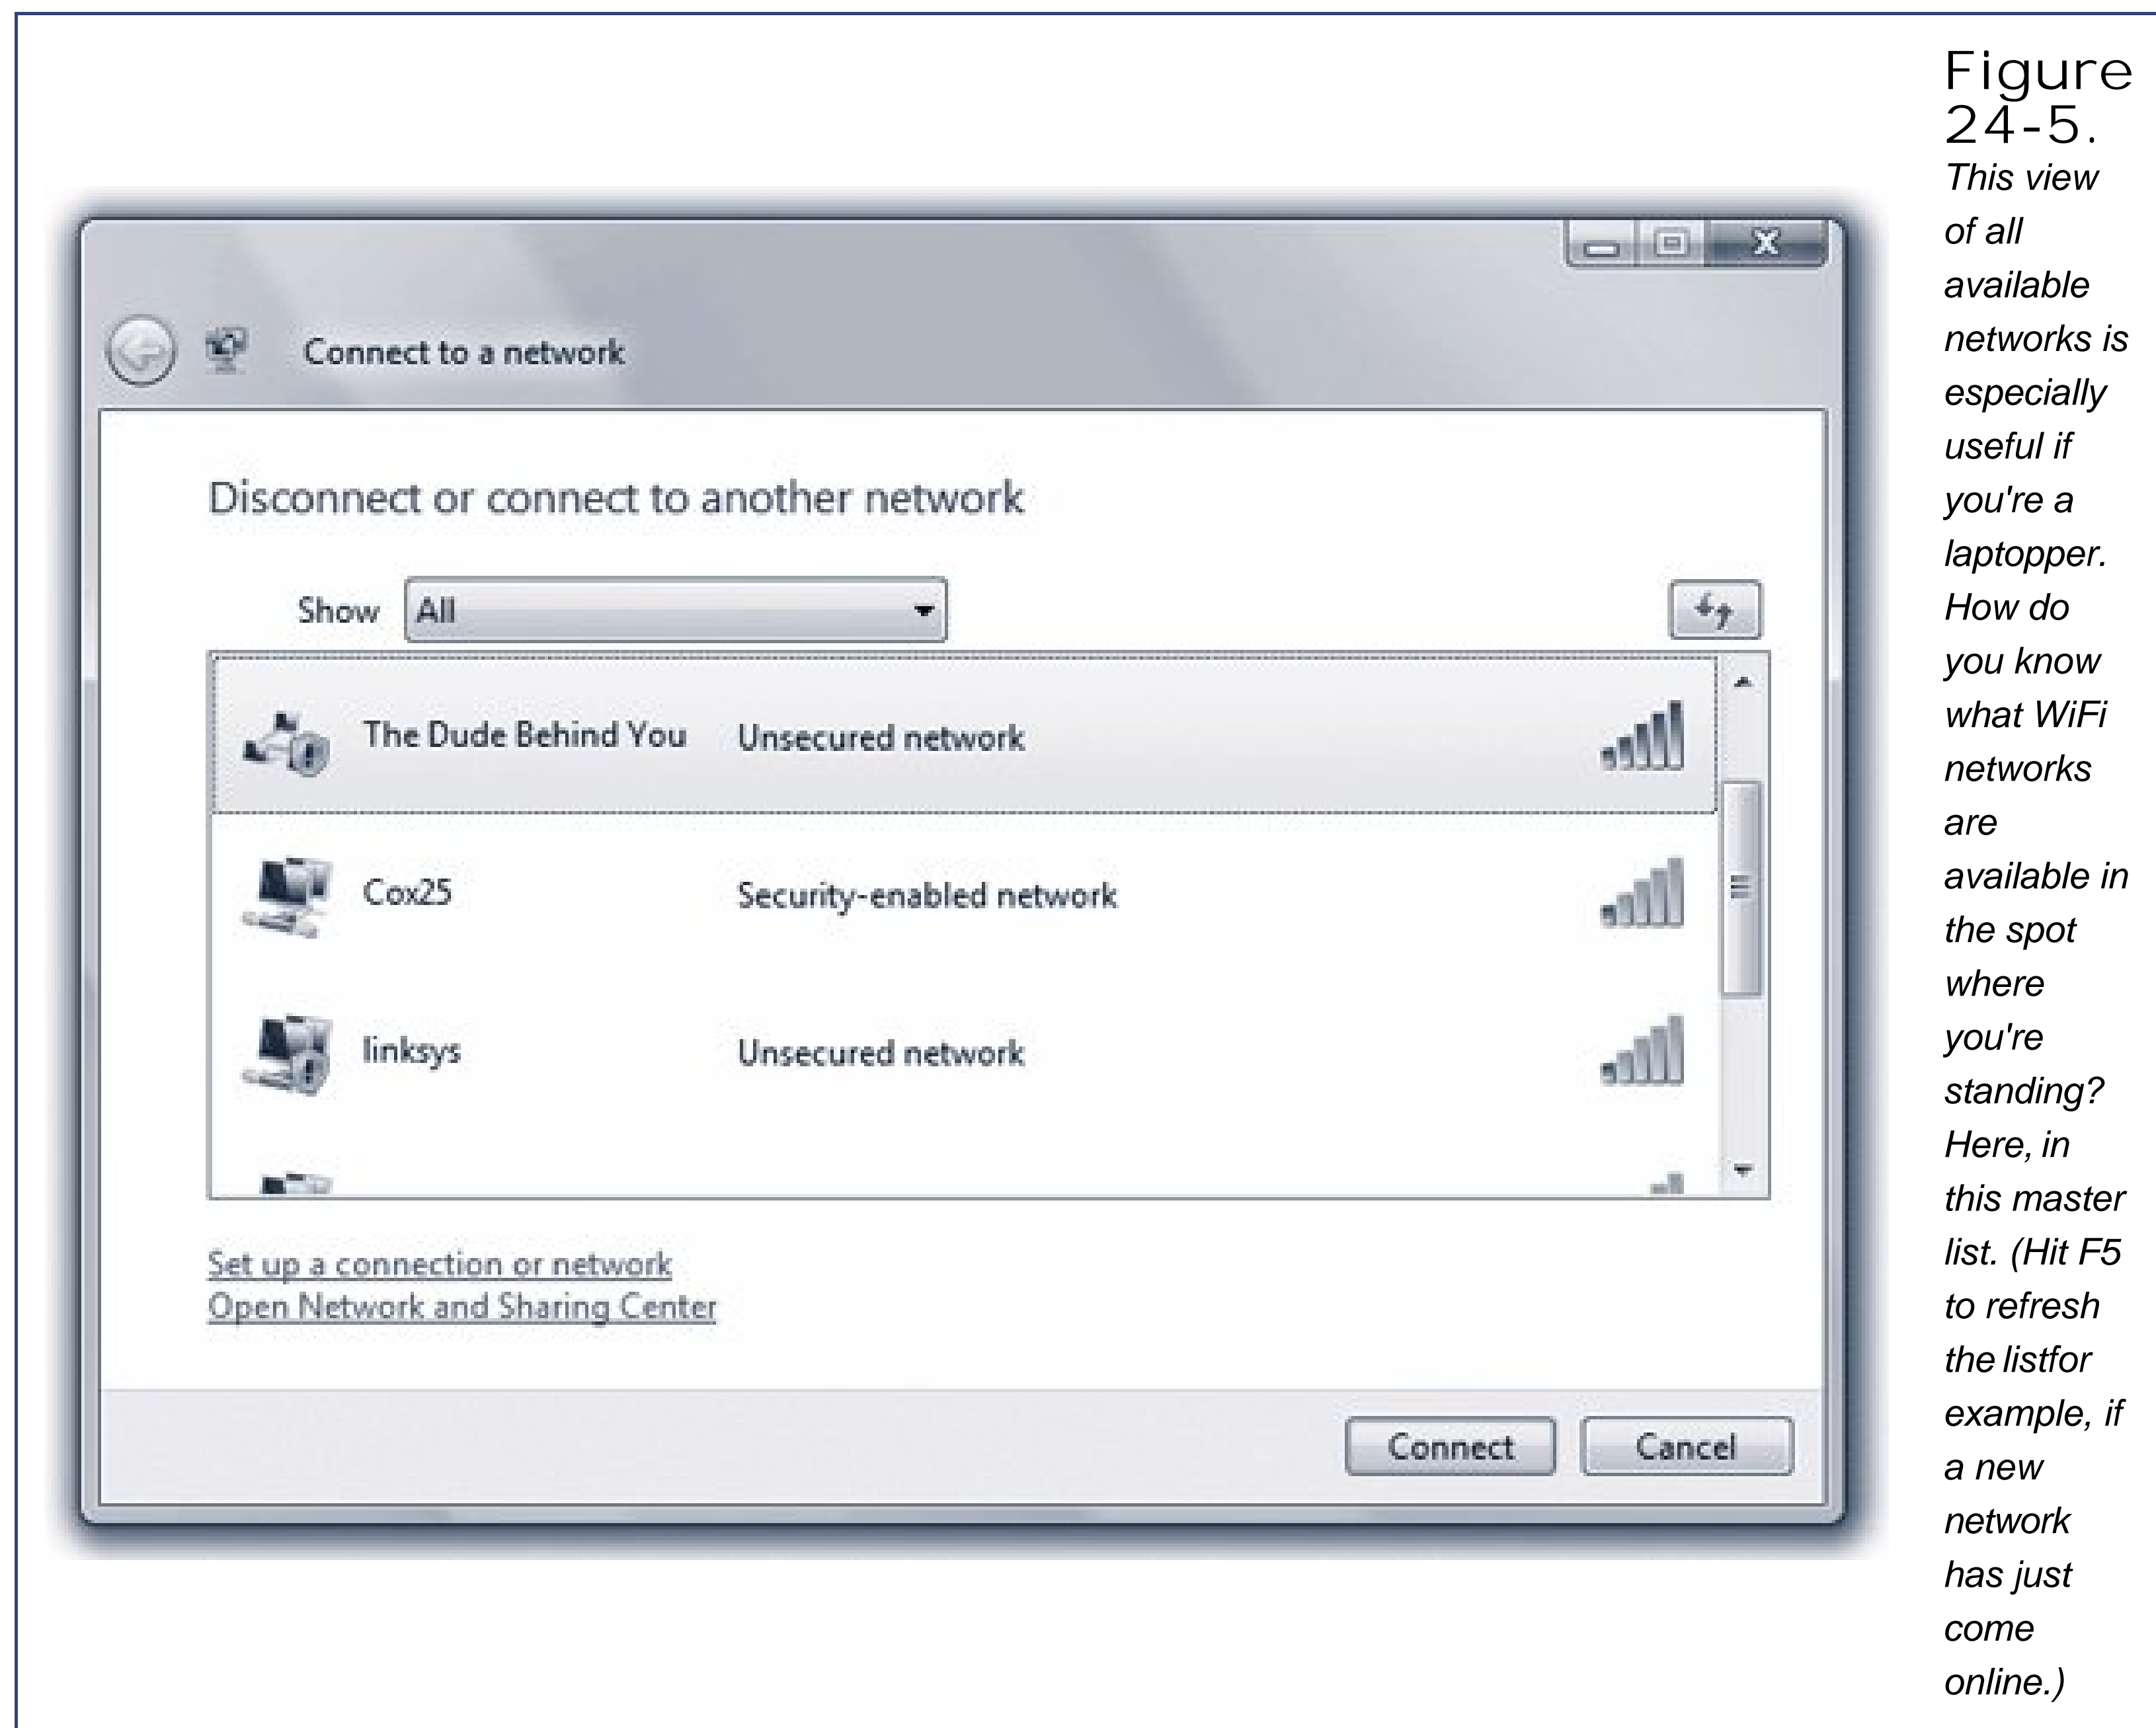 Connect to a network
Disconnect or connect to another network
Show All
The Dude Behind You Unsecured network
Cox25 Security-enabled network
linksys Unsecured network
Set up a connection or network
Open Network and Sharing Center
Connect Cancel
Figure
24-5.
This view
of all
available
networks is
especially
useful if
you're a
laptopper.
How do
you know
what WiFi
networks
are
available in
the spot
where
you're
standing?
Here, in
this master
list. (Hit F5
to refresh
the listfor
example, if
a new
network
has just
come
online.)